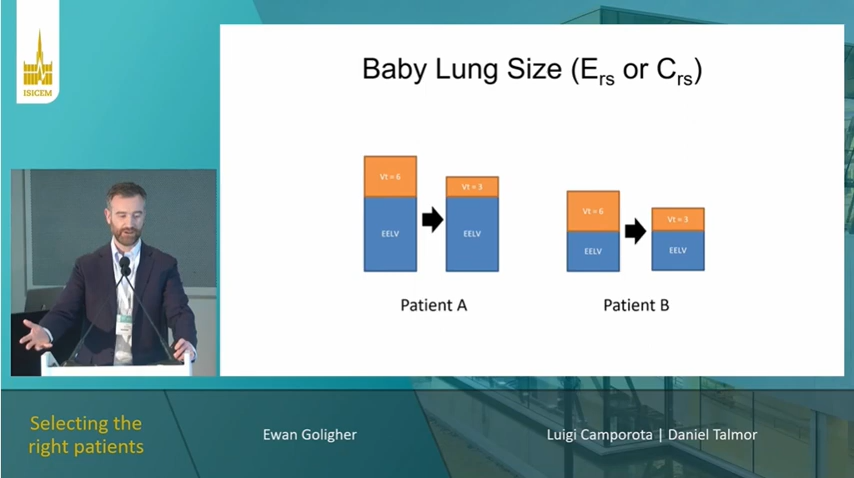 ISICEM
Baby Lung Size (Ers or Crs)
Vt = 6
Vt = 3
EELV
EELV
Vt = 6
Vt = 3
EELV
EELV
Patient A
Patient B
Selecting the
right patients
Ewan Goligher
Luigi Camporota | Daniel Talmor